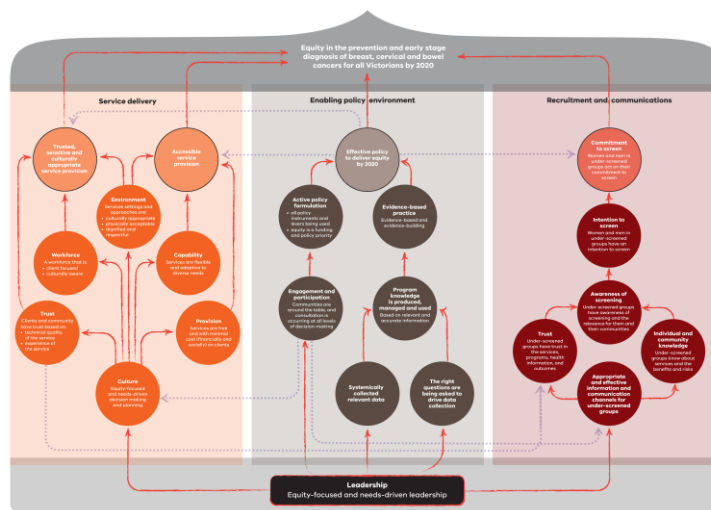 Equity in the prevention and early stage
diagnosis of breast, cervical and bowel
cancers for all Victorians by 2020
Service delivery
Trusted,
sensitive and
culturally
appropriate
service provision
Accessible
service
provision
Environment
Services settings and
approaches are
• culturally appropriate
• physically acceptable
• dignified and
respectful
Workforce
A workforce that is:
• client focused
• culturally aware
Capability
Services are flexible
and adaptive to
diverse needs
Trust
Clients and community
have trust based on:
• technical quality
of the service
• experience of
the service
Provision
Services are free
and with minimal
cost (financially and
socially) on clients
Culture
Equity-focused
and needs-driven
decision making
and planning
Enabling policy environment
Effective policy
to deliver equity
by 2020
Active policy
formulation
• all policy
instruments and
levers being used
• equity is a funding
and policy priority
Evidence-based
practice
Evidence-based and
evidence-building
Engagement and
participation
Communities are
around the table, and
consultation is
occurring at all levels
of decision-making
Program
knowledge
is produced,
managed and used
Based on relevant and
accurate information
Systemically
collected
relevant data
The right
questions are
being asked to
drive data
collection
Recruitment and communications
Commitment
to screen
Women and men in
under-screened
groups act on their
commitment to
screen
Intention to
screen
Women and men in
under-screened
groups have an
intention to screen
Awareness of
screening
Under-screened groups
have awareness of
screening and the
relevance for them and
their communities
Trust
Under-screened
groups have trust in
the services,
programs, health
information, and
outcomes
Individual and
community
knowledge
Under-screened
groups know about
services and the
benefits and risks
Appropriate
and effective
information and
communication
channels for
under-screened
groups
Leadership
Equity-focused and needs-driven leadership